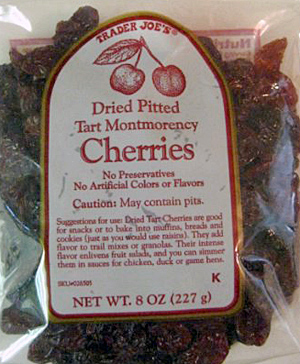 TRADER JOE'S®
Dried Pitted
Tart Montmorency
Cherries
No Preservatives
No Artificial Colors or Flavors
Caution: May contain pits.
Suggestions for use: Dried Tart Cherries are good
for snacks or to bake into muffins, breads and
cookies (just as you would use raisins). They add
flavor to trail mixes or granolas. Their intense
flavor enlivens fruit salads, and you can simmer
them in sauces for chicken, duck or game hens.
SKU#028505
K
NET WT. 8 OZ (227 g)